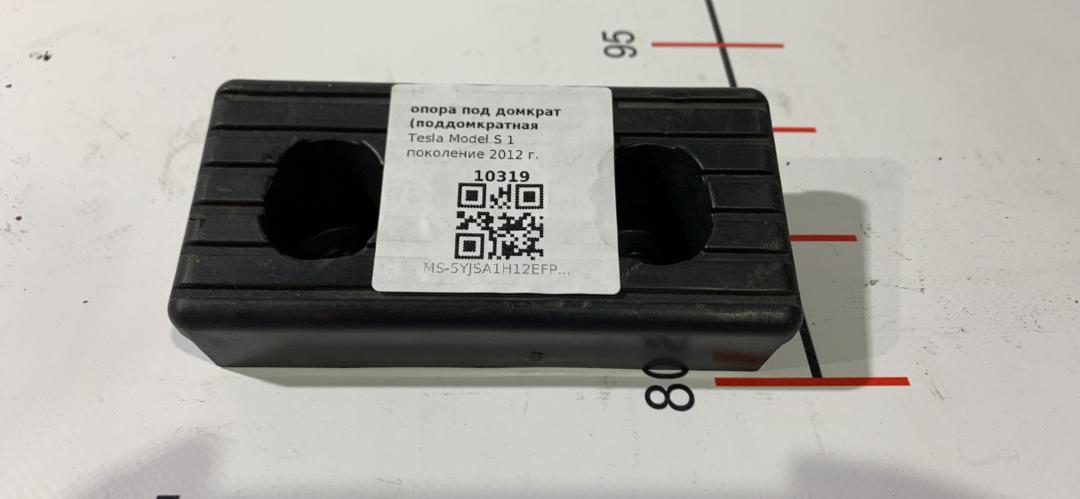 95
опора под домкрат
(поддомкратная
Tesla Model S 1
поколение 2012 г.
10319
MS-5YJSA1H12EFP...
80